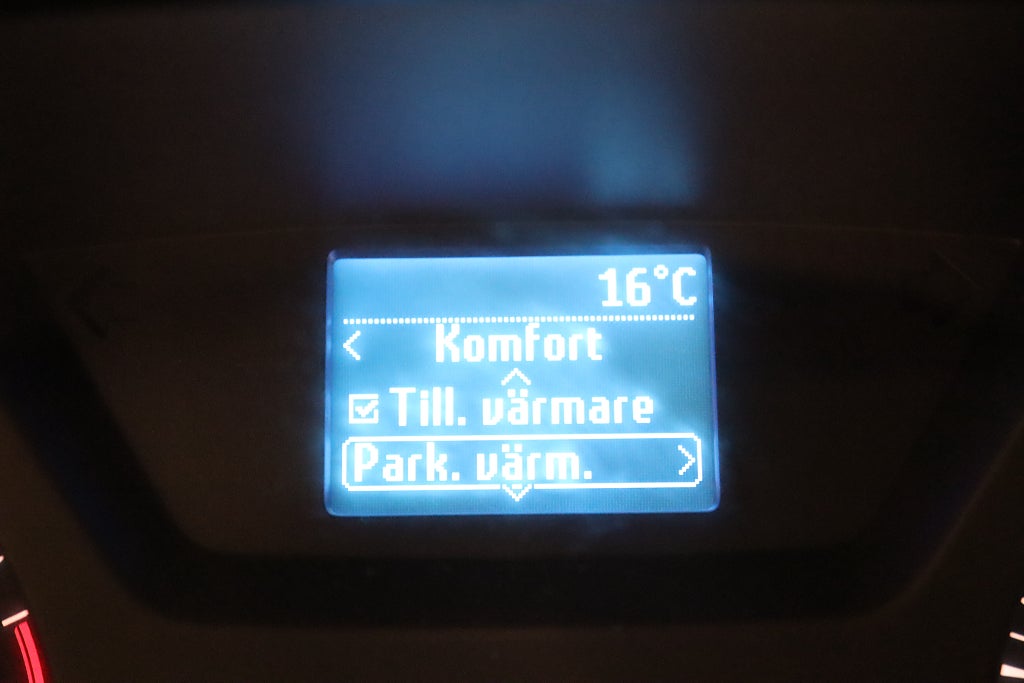 16°C
Komfort
Till. värmare
Park. värm.